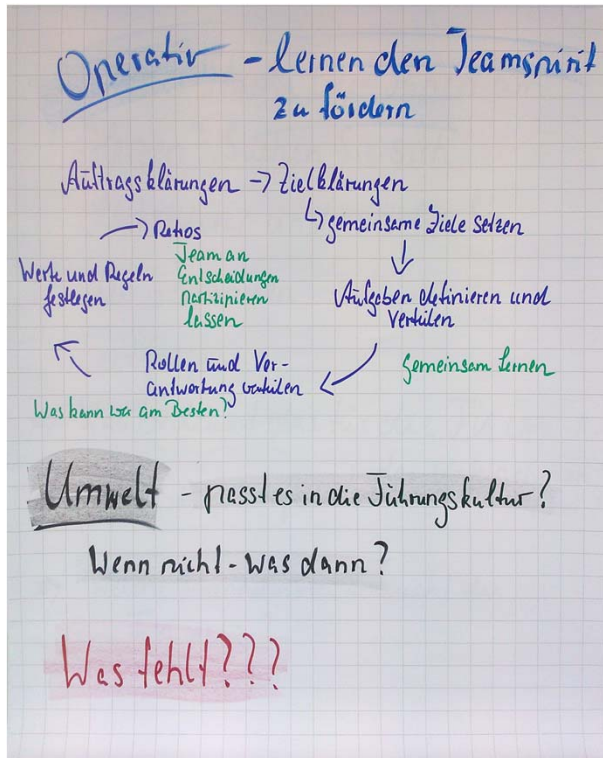 Operativ - lernen den Teamspirit
zu fördern
Auftragsklärungen -> Zielklärungen
↳ gemeinsame Ziele setzen
Aufgaben definieren und
verteilen
gemeinsam lernen
Rollen und Ver-
antwortung verteilen
Was kann wer am Besten?
Werte und Regeln
festlegen
-> Retros
Team an
Entscheidungen
partizipieren
lassen
Umwelt - passt es in die Führungskultur?
Wenn nicht - was dann?
Was fehlt???